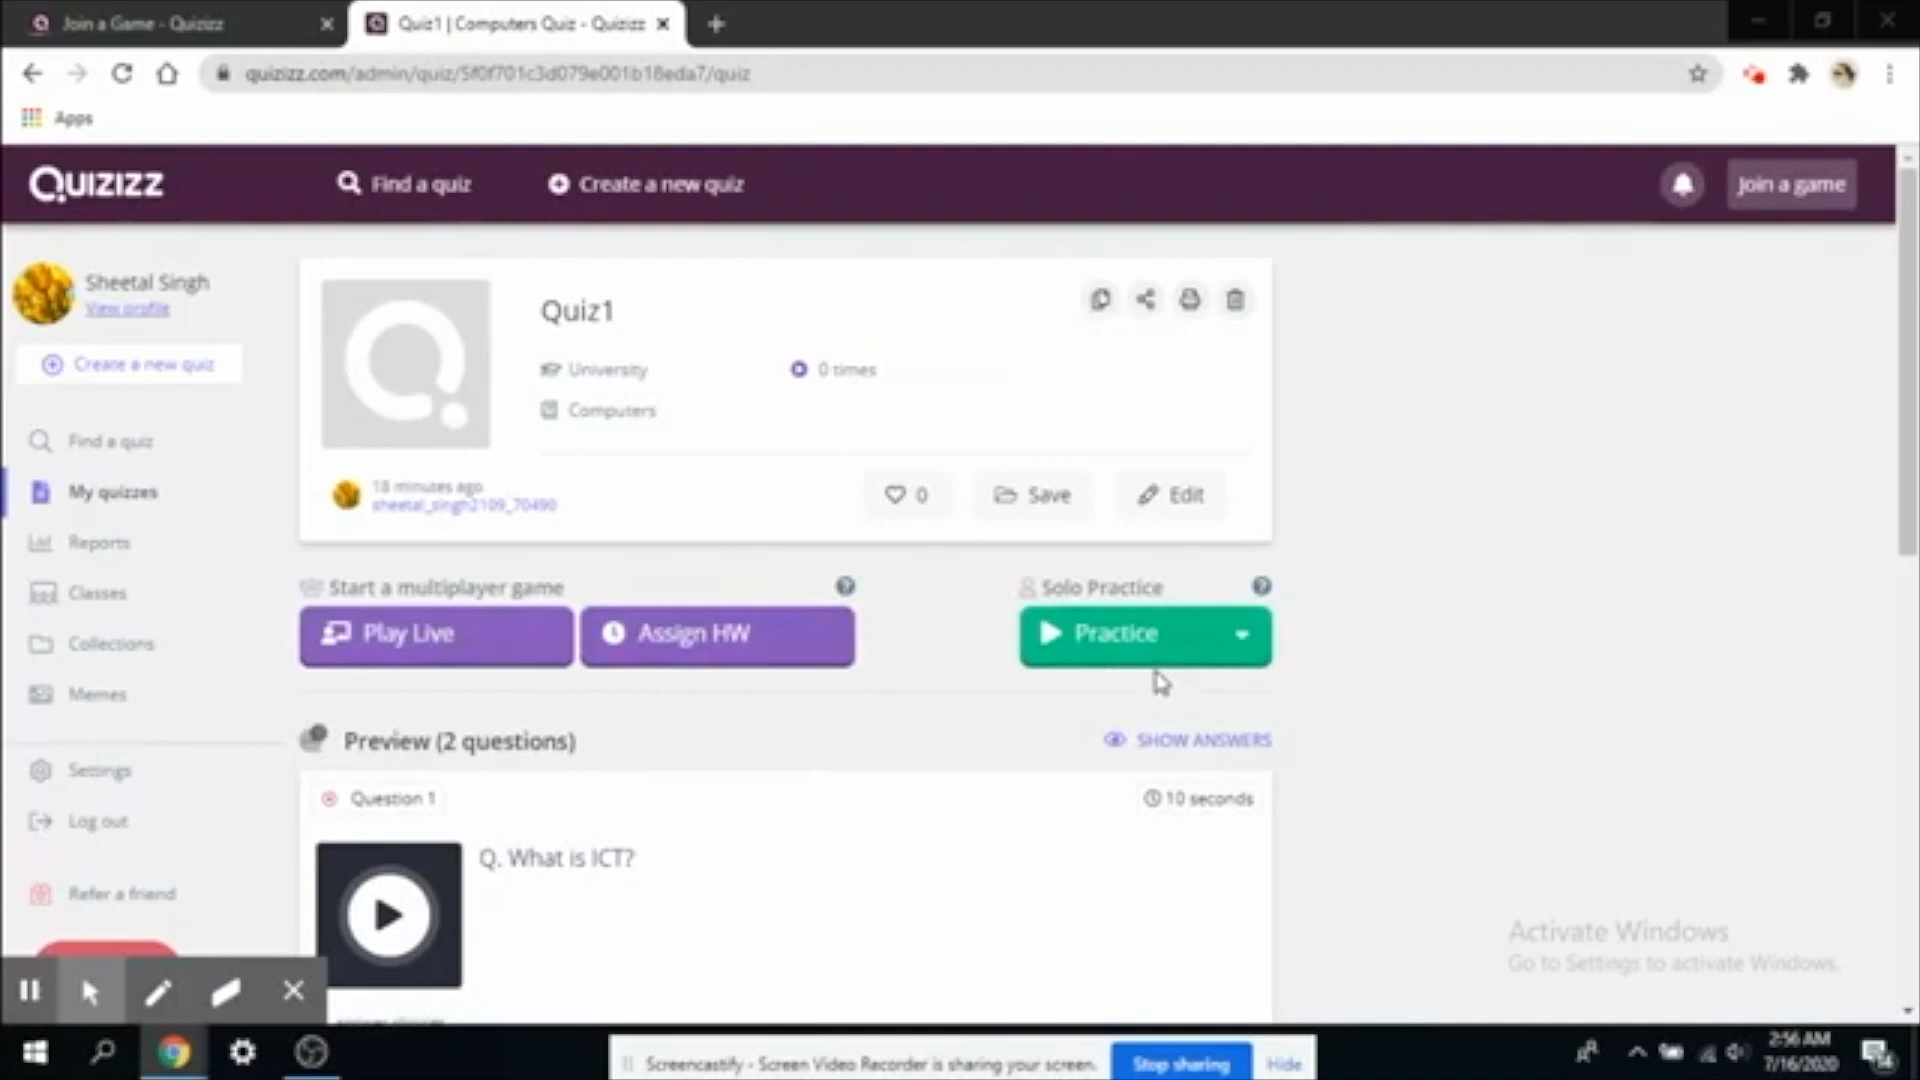 Join a Game - Quizizz
Quiz1 | Computers Quiz - Quizizz
quizizz.com/admin/quiz/5f0f701c3d079e001b18eda7/quiz
Apps
QUIZIZZ
Find a quiz
Create a new quiz
Join a game
Sheetal Singh
View profile
Create a new quiz
Find a quiz
My quizzes
Reports
Classes
Collections
Memes
Settings
Log out
Refer a friend
Quiz1
University
0 times
Computers
18 minutes ago
sheetal_singh2109_70490
0
Save
Edit
Start a multiplayer game
Solo Practice
Play Live
Assign HW
Practice
Preview (2 questions)
SHOW ANSWERS
Question 1
10 seconds
Q. What is ICT?
Activate Windows
Go to Settings to activate Windows.
Screencastify - Screen Video Recorder is sharing your screen.
Stop sharing
Hide
2:56 AM
7/16/2020